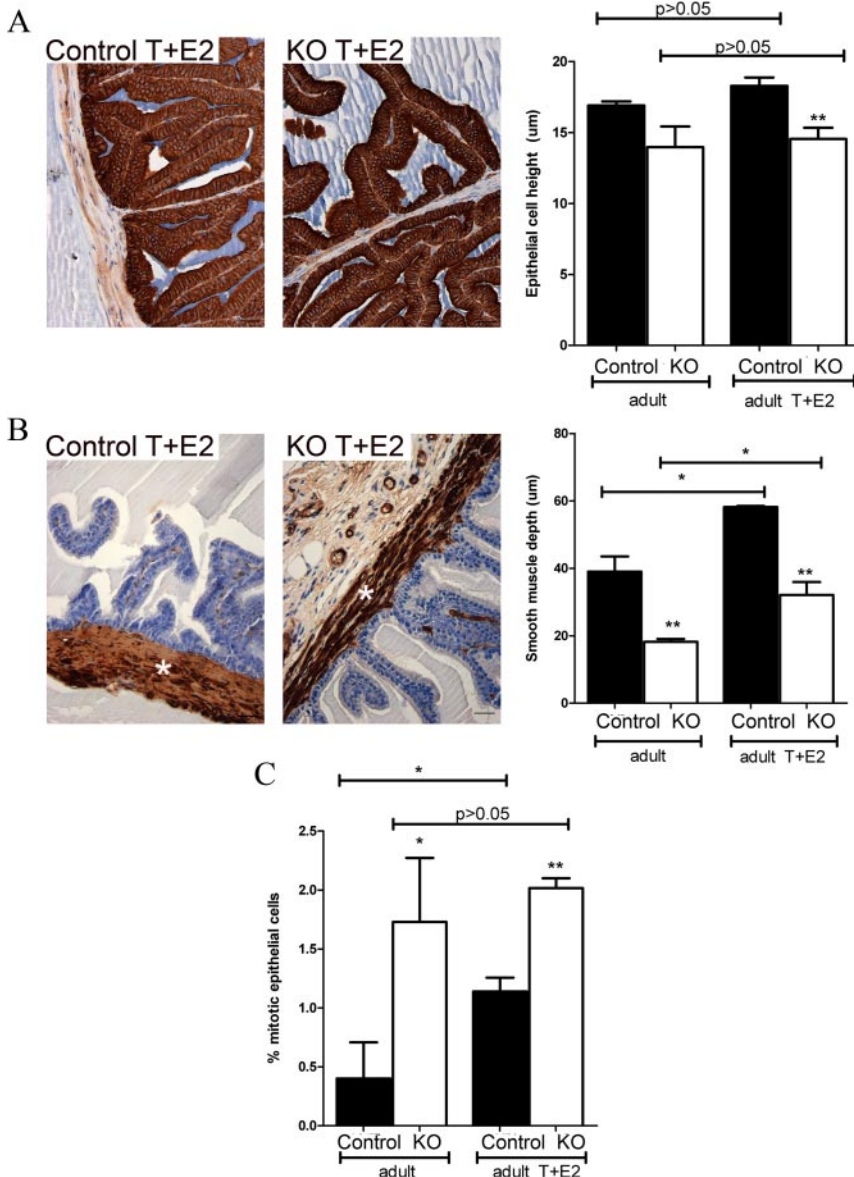 A
Control T+E2
KO T+E2
p>0.05
p>0.05
Epithelial cell height (um)
20
15
10
5
0
**
Control KO
Control KO
adult
adult T+E2
B
Control T+E2
KO T+E2
*
*
Smooth muscle depth (um)
80
60
40
20
0
*
*
**
**
Control KO
Control KO
adult
adult T+E2
C
*
p>0.05
% mitotic epithelial cells
2.5
2.0
1.5
1.0
0.5
0.0
*
**
Control KO
Control KO
adult
adult T+E2